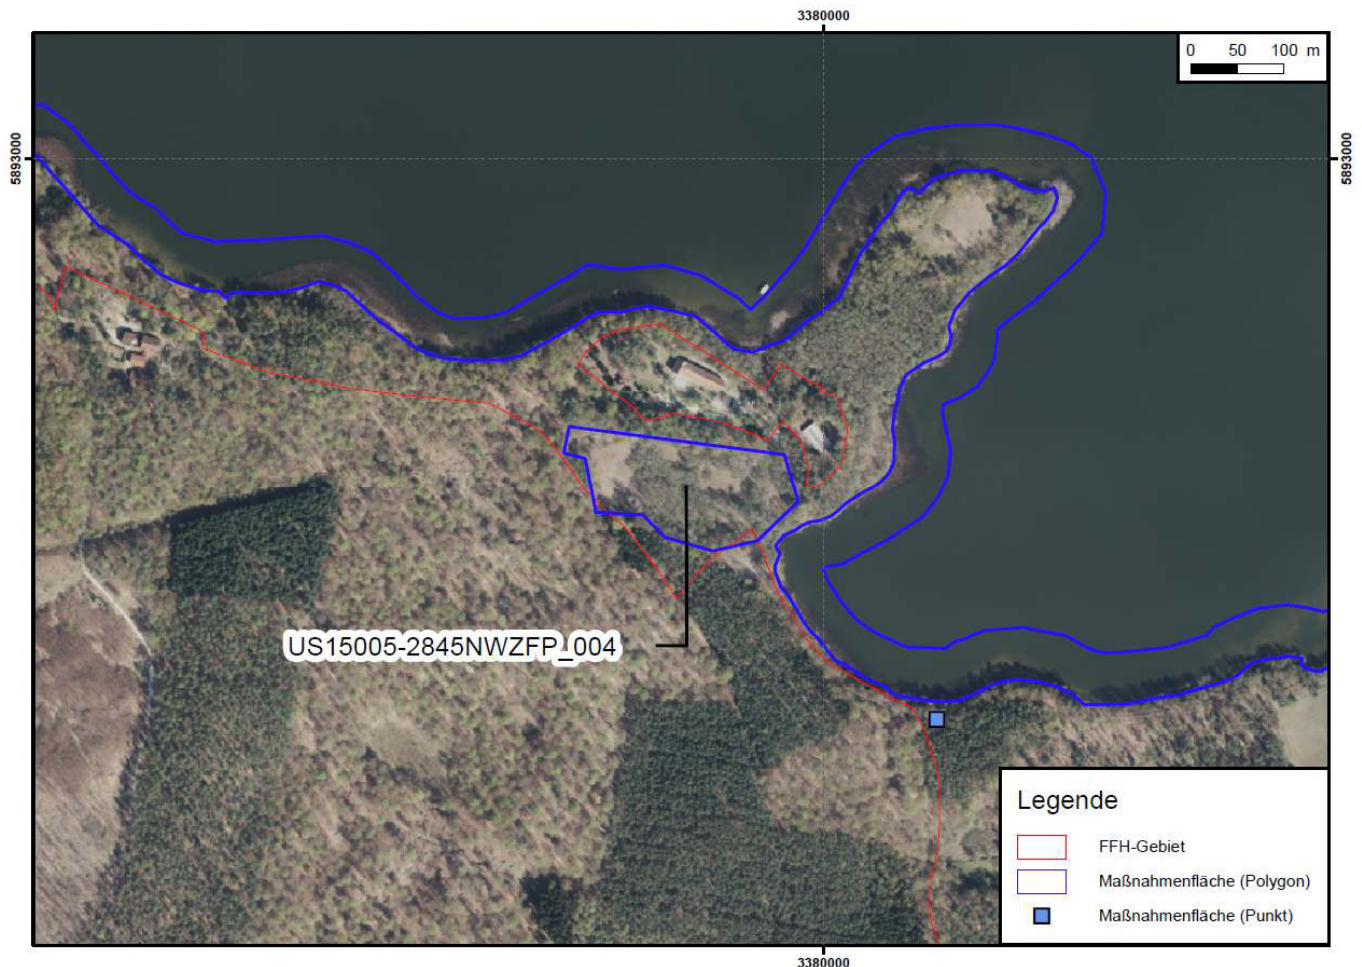 3380000
0 50 100 m
5893000
5893000
US15005-2845NWZFP_004
Legende
FFH-Gebiet
Maßnahmenfläche (Polygon)
Maßnahmenfläche (Punkt)
3380000